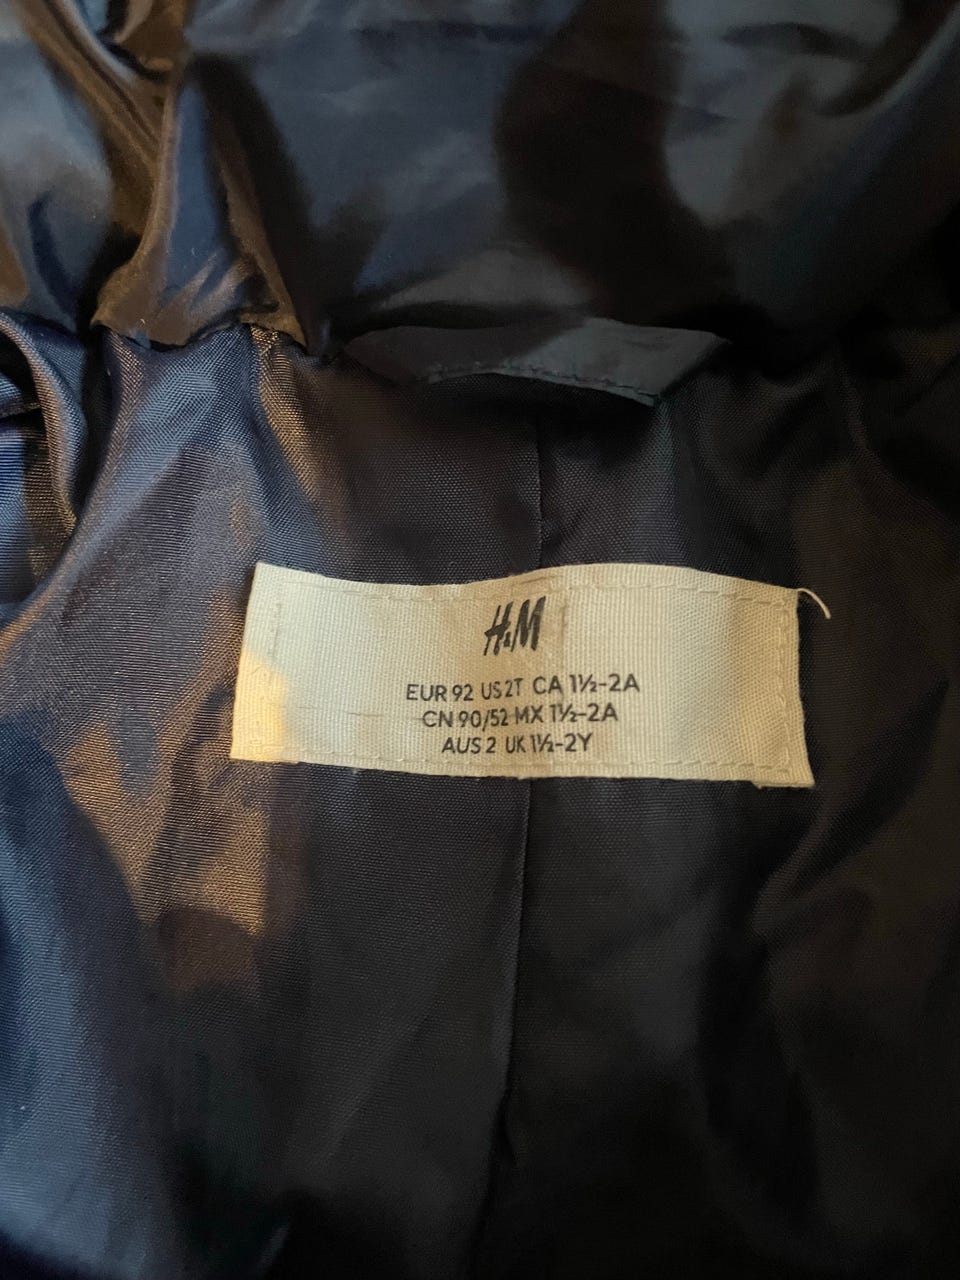 H&M
EUR 92 US 2T CA 1½-2A
CN 90/52 MX 1½-2A
AUS 2 UK 1½-2Y